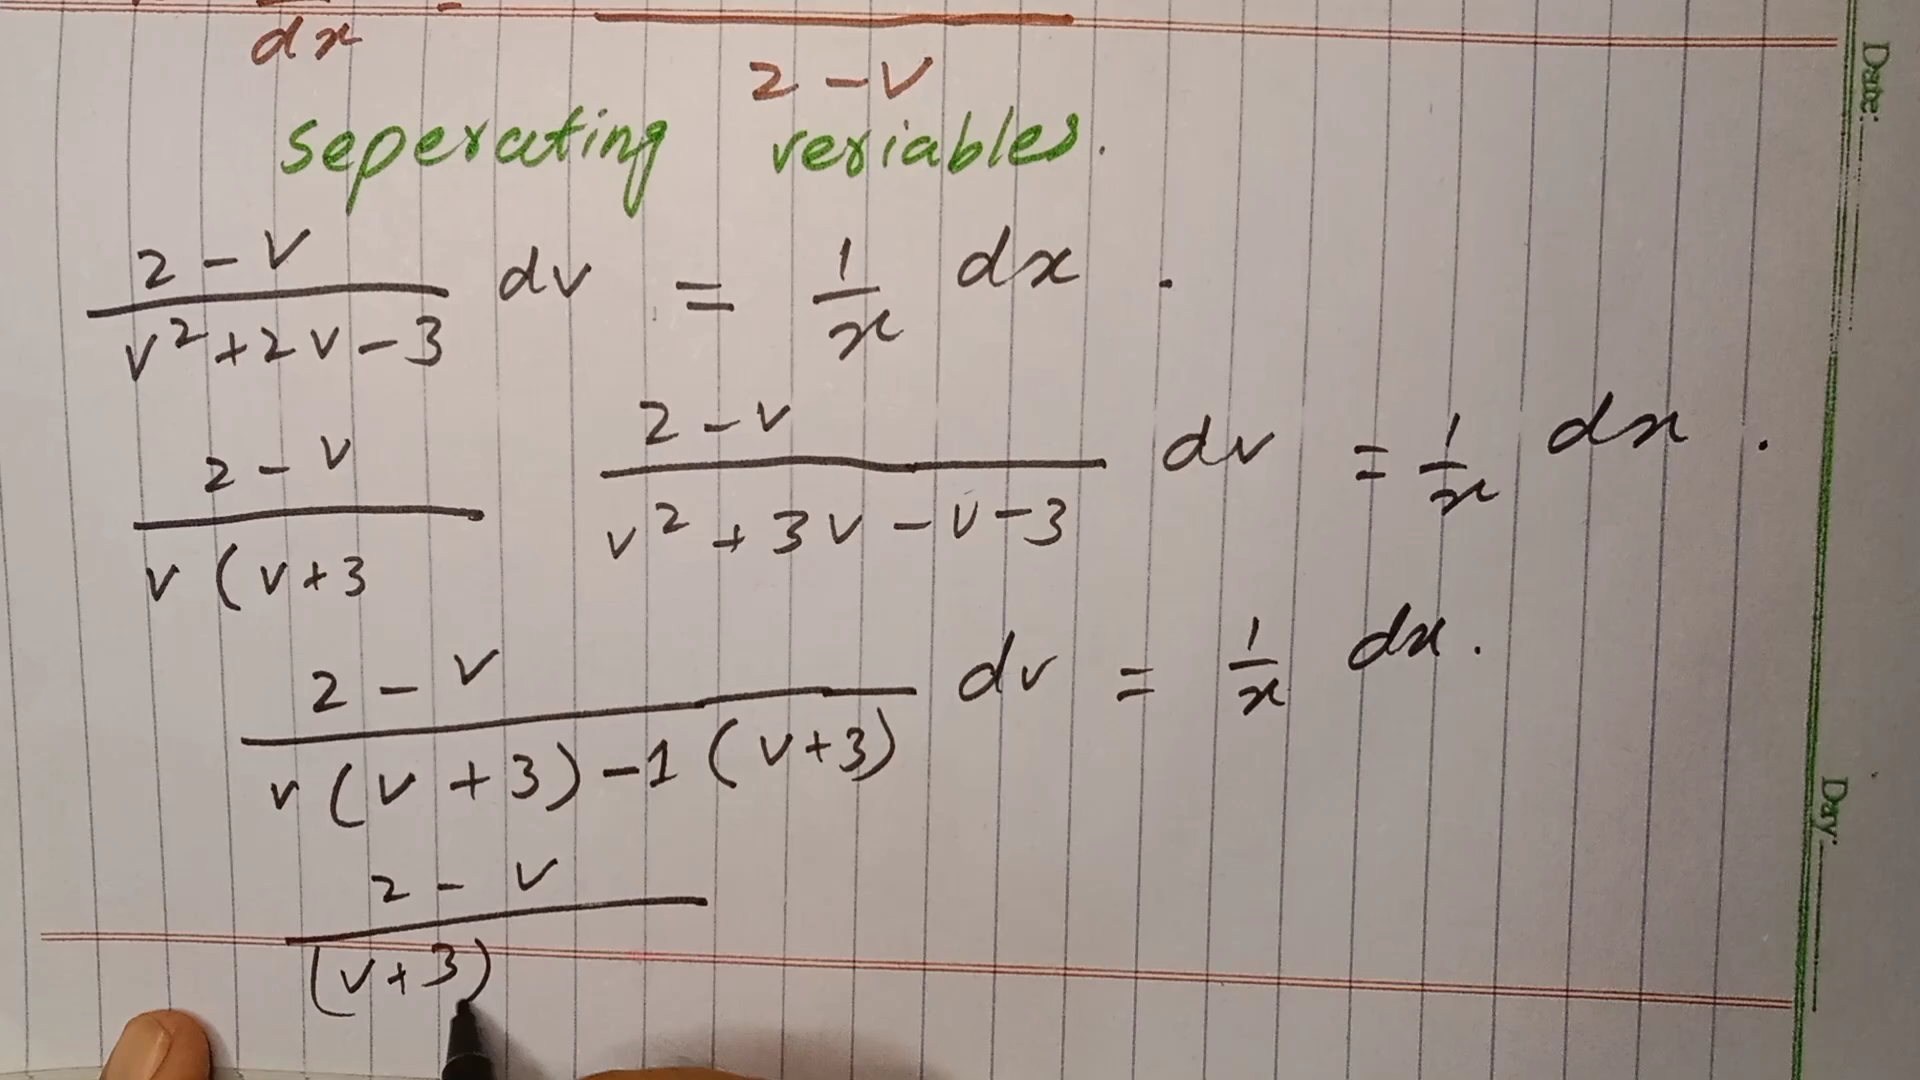 dx
2 - v
seperating veriables.
2 - v / v² + 2v - 3 dv = 1/x dx .
2 - v / v (v + 3
2 - v / v² + 3v - v - 3 dv = 1/x dx .
2 - v / v (v + 3) - 1 (v + 3) dv = 1/x dx .
2 - v / (v + 3)
Date:
Day: